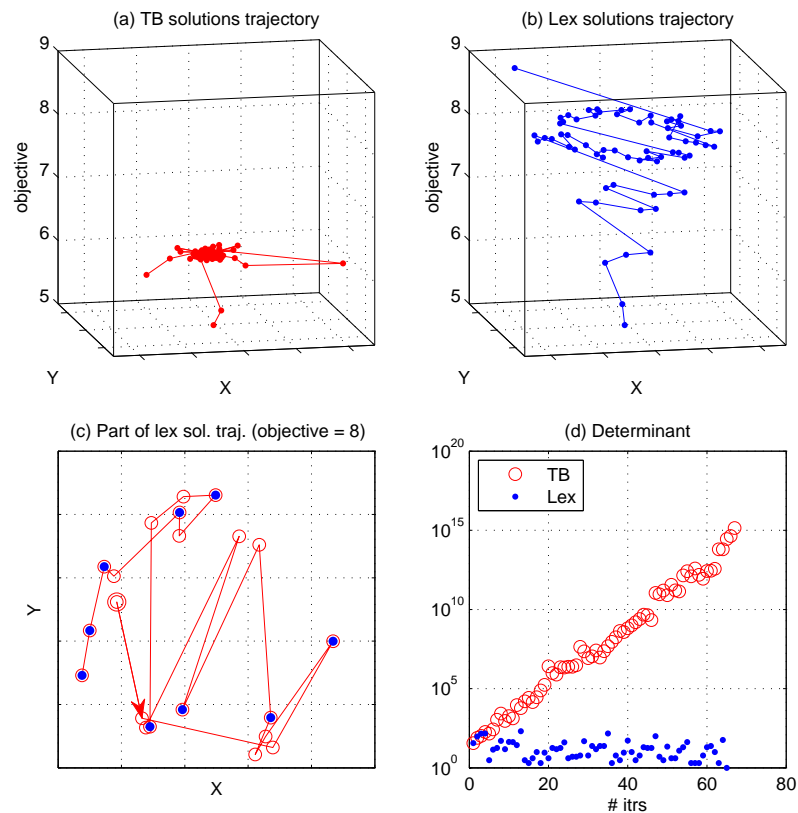 (a) TB solutions trajectory
9
8
7
6
5
objective
Y
X
(b) Lex solutions trajectory
9
8
7
6
5
objective
Y
X
(c) Part of lex sol. traj. (objective = 8)
Y
X
(d) Determinant
10^20
10^15
10^10
10^5
10^0
TB
Lex
0
20
40
60
80
# itrs